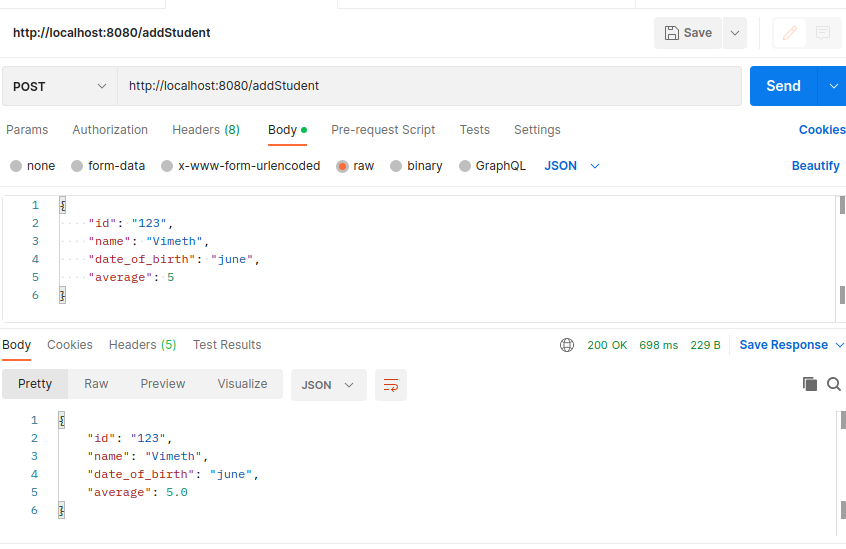 http://localhost:8080/addStudent Save
POST http://localhost:8080/addStudent Send
Params Authorization Headers (8) Body Pre-request Script Tests Settings Cookies
none form-data x-www-form-urlencoded raw binary GraphQL JSON Beautify
1 {
2 "id": "123",
3 "name": "Vimeth",
4 "date_of_birth": "june",
5 "average": 5
6 }
Body Cookies Headers (5) Test Results 200 OK 698 ms 229 B Save Response
Pretty Raw Preview Visualize JSON
1 {
2 "id": "123",
3 "name": "Vimeth",
4 "date_of_birth": "june",
5 "average": 5.0
6 }